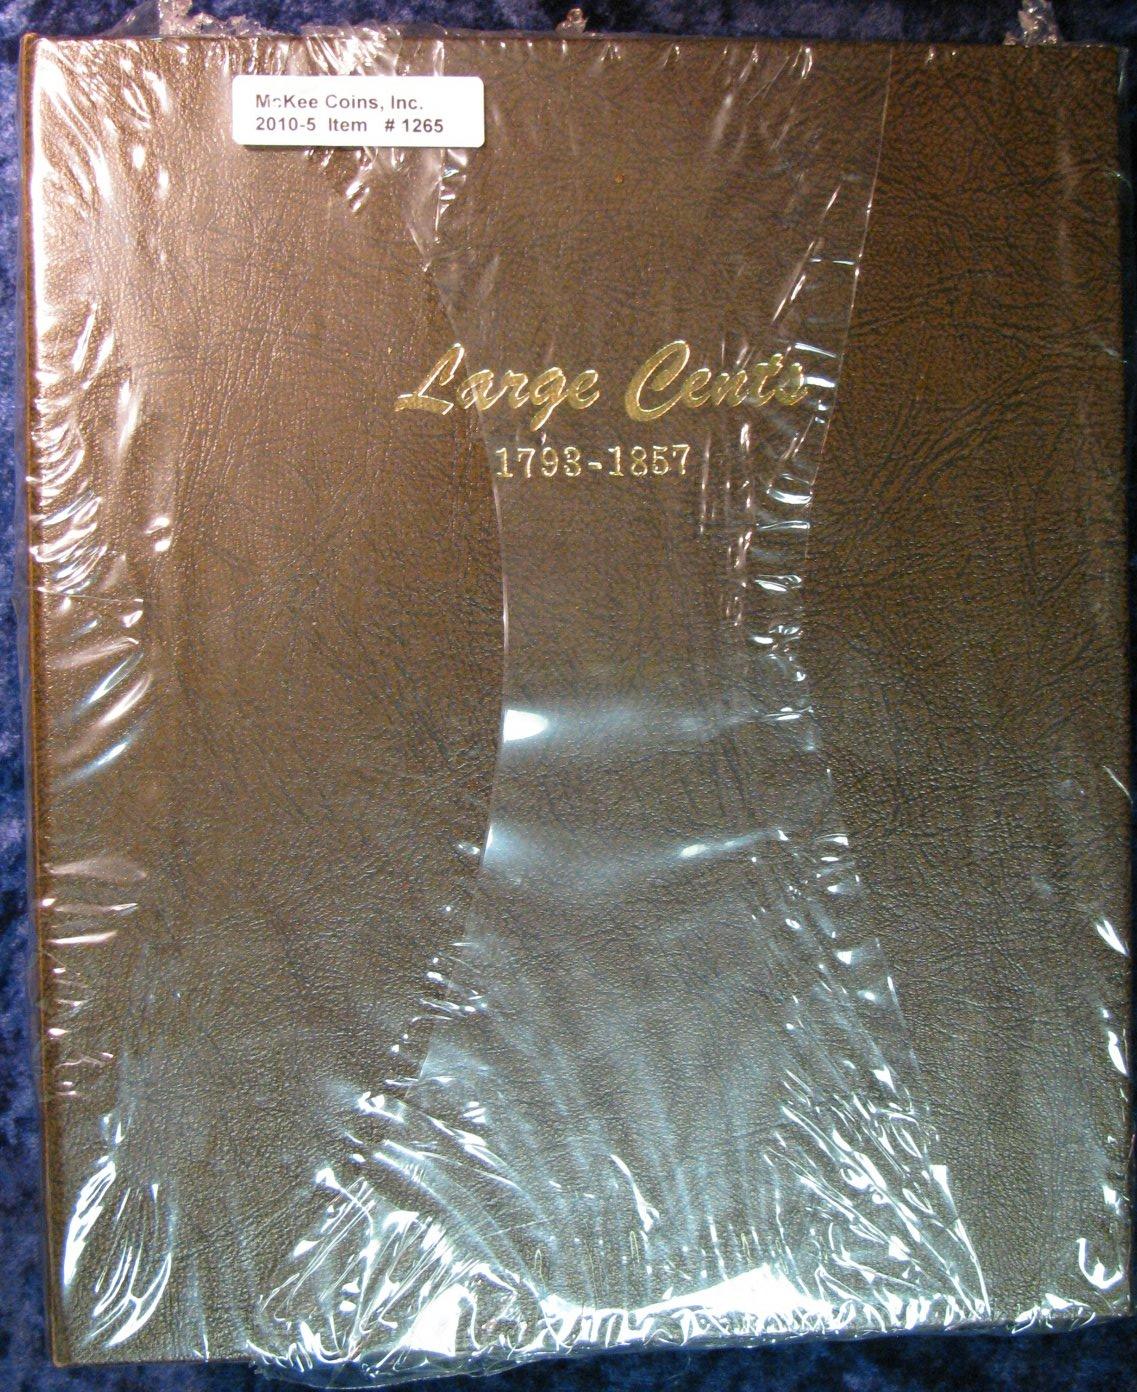 McKee Coins, Inc.
2010-5 Item # 1265
Large Cents
1793-1857